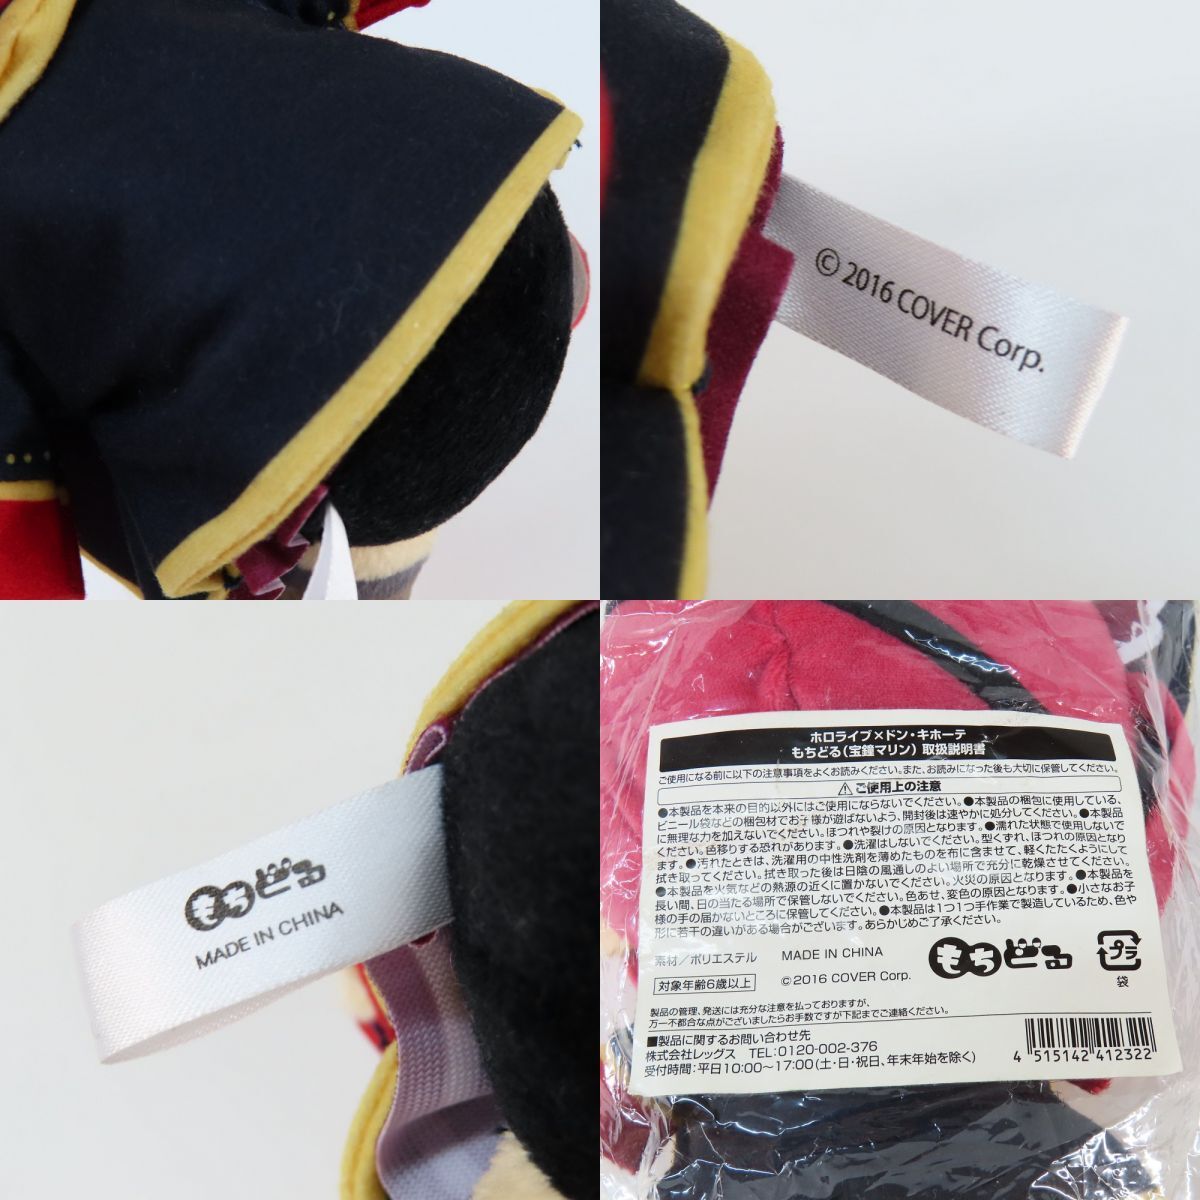 © 2016 COVER Corp.
もちどる
MADE IN CHINA
ホロライブ×ドン・キホーテ
もちどる(宝鐘マリン)取扱説明書
ご使用になる前に以下の注意事項をよくお読みください。また、お読みになった後も大切に保管してください。
⚠ご使用上の注意
●本製品を本来の目的以外にはご使用にならないでください。●本製品の梱包に使用している、
ビニール袋などの梱包材でお子様が遊ばないよう、開封後は速やかに処分してください。●本製品
に無理な力を加えないでください。ほつれや裂けの原因となります。●濡れた状態で使用しないで
ください。色移りする恐れがあります。●洗濯はしないでください。型くずれ、ほつれの原因となり
ます。●汚れたときは、洗濯用の中性洗剤を薄めたものを布に含ませて、軽くたたくようにして
拭き取ってください。拭き取った後は日陰の風通しのよい場所で充分に乾燥させてください。
●本製品を火気などの熱源の近くに置かないでください。火災の原因となります。●本製品を
長い間、日の当たる場所で保管しないでください。色あせ、変色の原因となります。●小さなお子
様の手の届かないところに保管してください。●本製品は1つ1つ手作業で製造しているため、色や
形に若干の違いがある場合がございます。あらかじめご了承ください。
素材/ポリエステル MADE IN CHINA
対象年齢6歳以上 ©2016 COVER Corp.
もちどる
プラ
袋
製品の管理、発送には充分な注意を払っておりますが、
万一不都合な点がございましたらお手数ですが下記までご連絡ください。
■製品に関するお問い合わせ先
株式会社レッグス TEL:0120-002-376
受付時間:平日10:00~17:00(土・日・祝日、年末年始を除く)
4 515142 412322